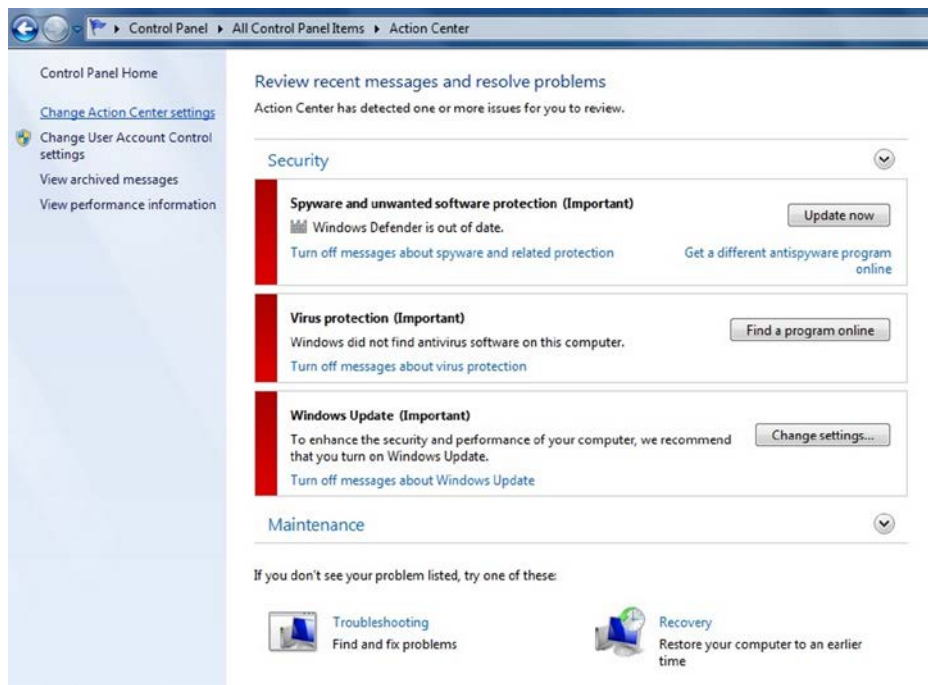 Control Panel ▸ All Control Panel Items ▸ Action Center
Control Panel Home
Change Action Center settings
Change User Account Control
settings
View archived messages
View performance information
Review recent messages and resolve problems
Action Center has detected one or more issues for you to review.
Security
Spyware and unwanted software protection (Important)
Windows Defender is out of date.
Update now
Turn off messages about spyware and related protection
Get a different antispyware program
online
Virus protection (Important)
Windows did not find antivirus software on this computer.
Find a program online
Turn off messages about virus protection
Windows Update (Important)
To enhance the security and performance of your computer, we recommend
that you turn on Windows Update.
Change settings...
Turn off messages about Windows Update
Maintenance
If you don't see your problem listed, try one of these:
Troubleshooting
Find and fix problems
Recovery
Restore your computer to an earlier
time